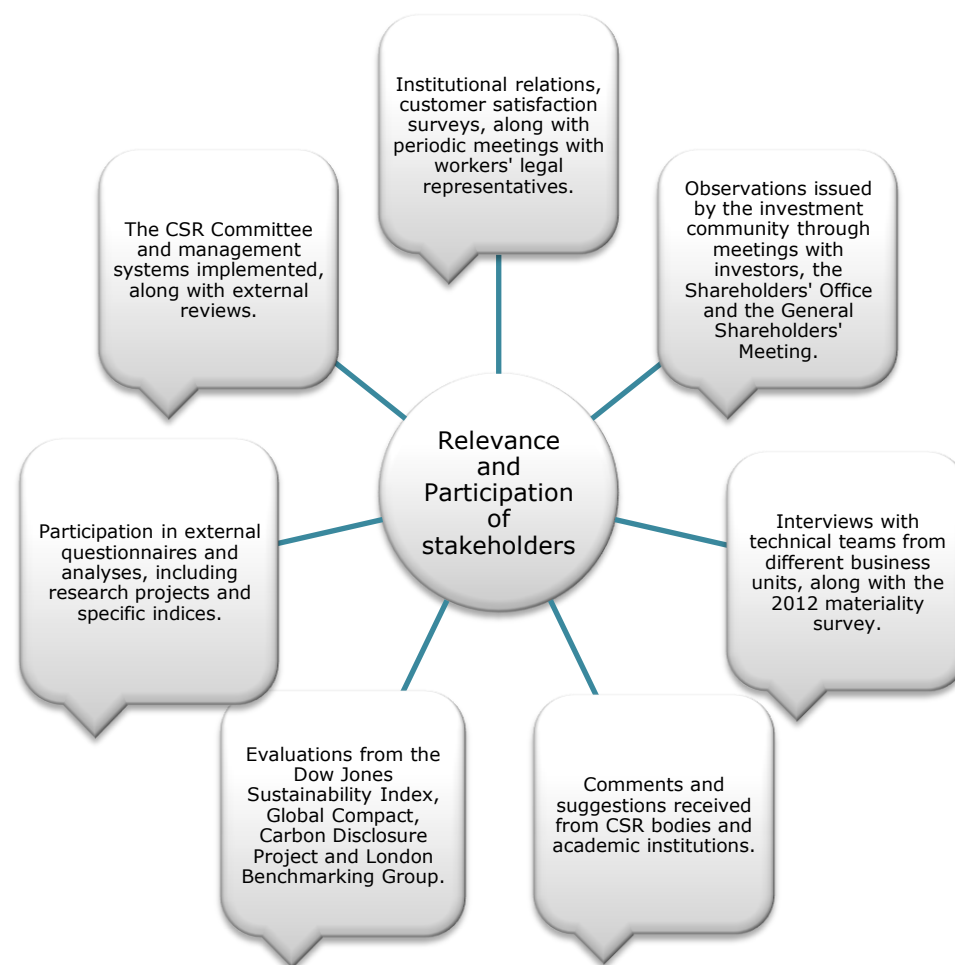 Institutional relations,
customer satisfaction
surveys, along with
periodic meetings with
workers' legal
representatives.
Observations issued
by the investment
community through
meetings with
investors, the
Shareholders' Office
and the General
Shareholders'
Meeting.
The CSR Committee
and management
systems implemented,
along with external
reviews.
Relevance
and
Participation
of
stakeholders
Interviews with
technical teams from
different business
units, along with the
2012 materiality
survey.
Participation in external
questionnaires and
analyses, including
research projects and
specific indices.
Evaluations from the
Dow Jones
Sustainability Index,
Global Compact,
Carbon Disclosure
Project and London
Benchmarking Group.
Comments and
suggestions received
from CSR bodies and
academic institutions.